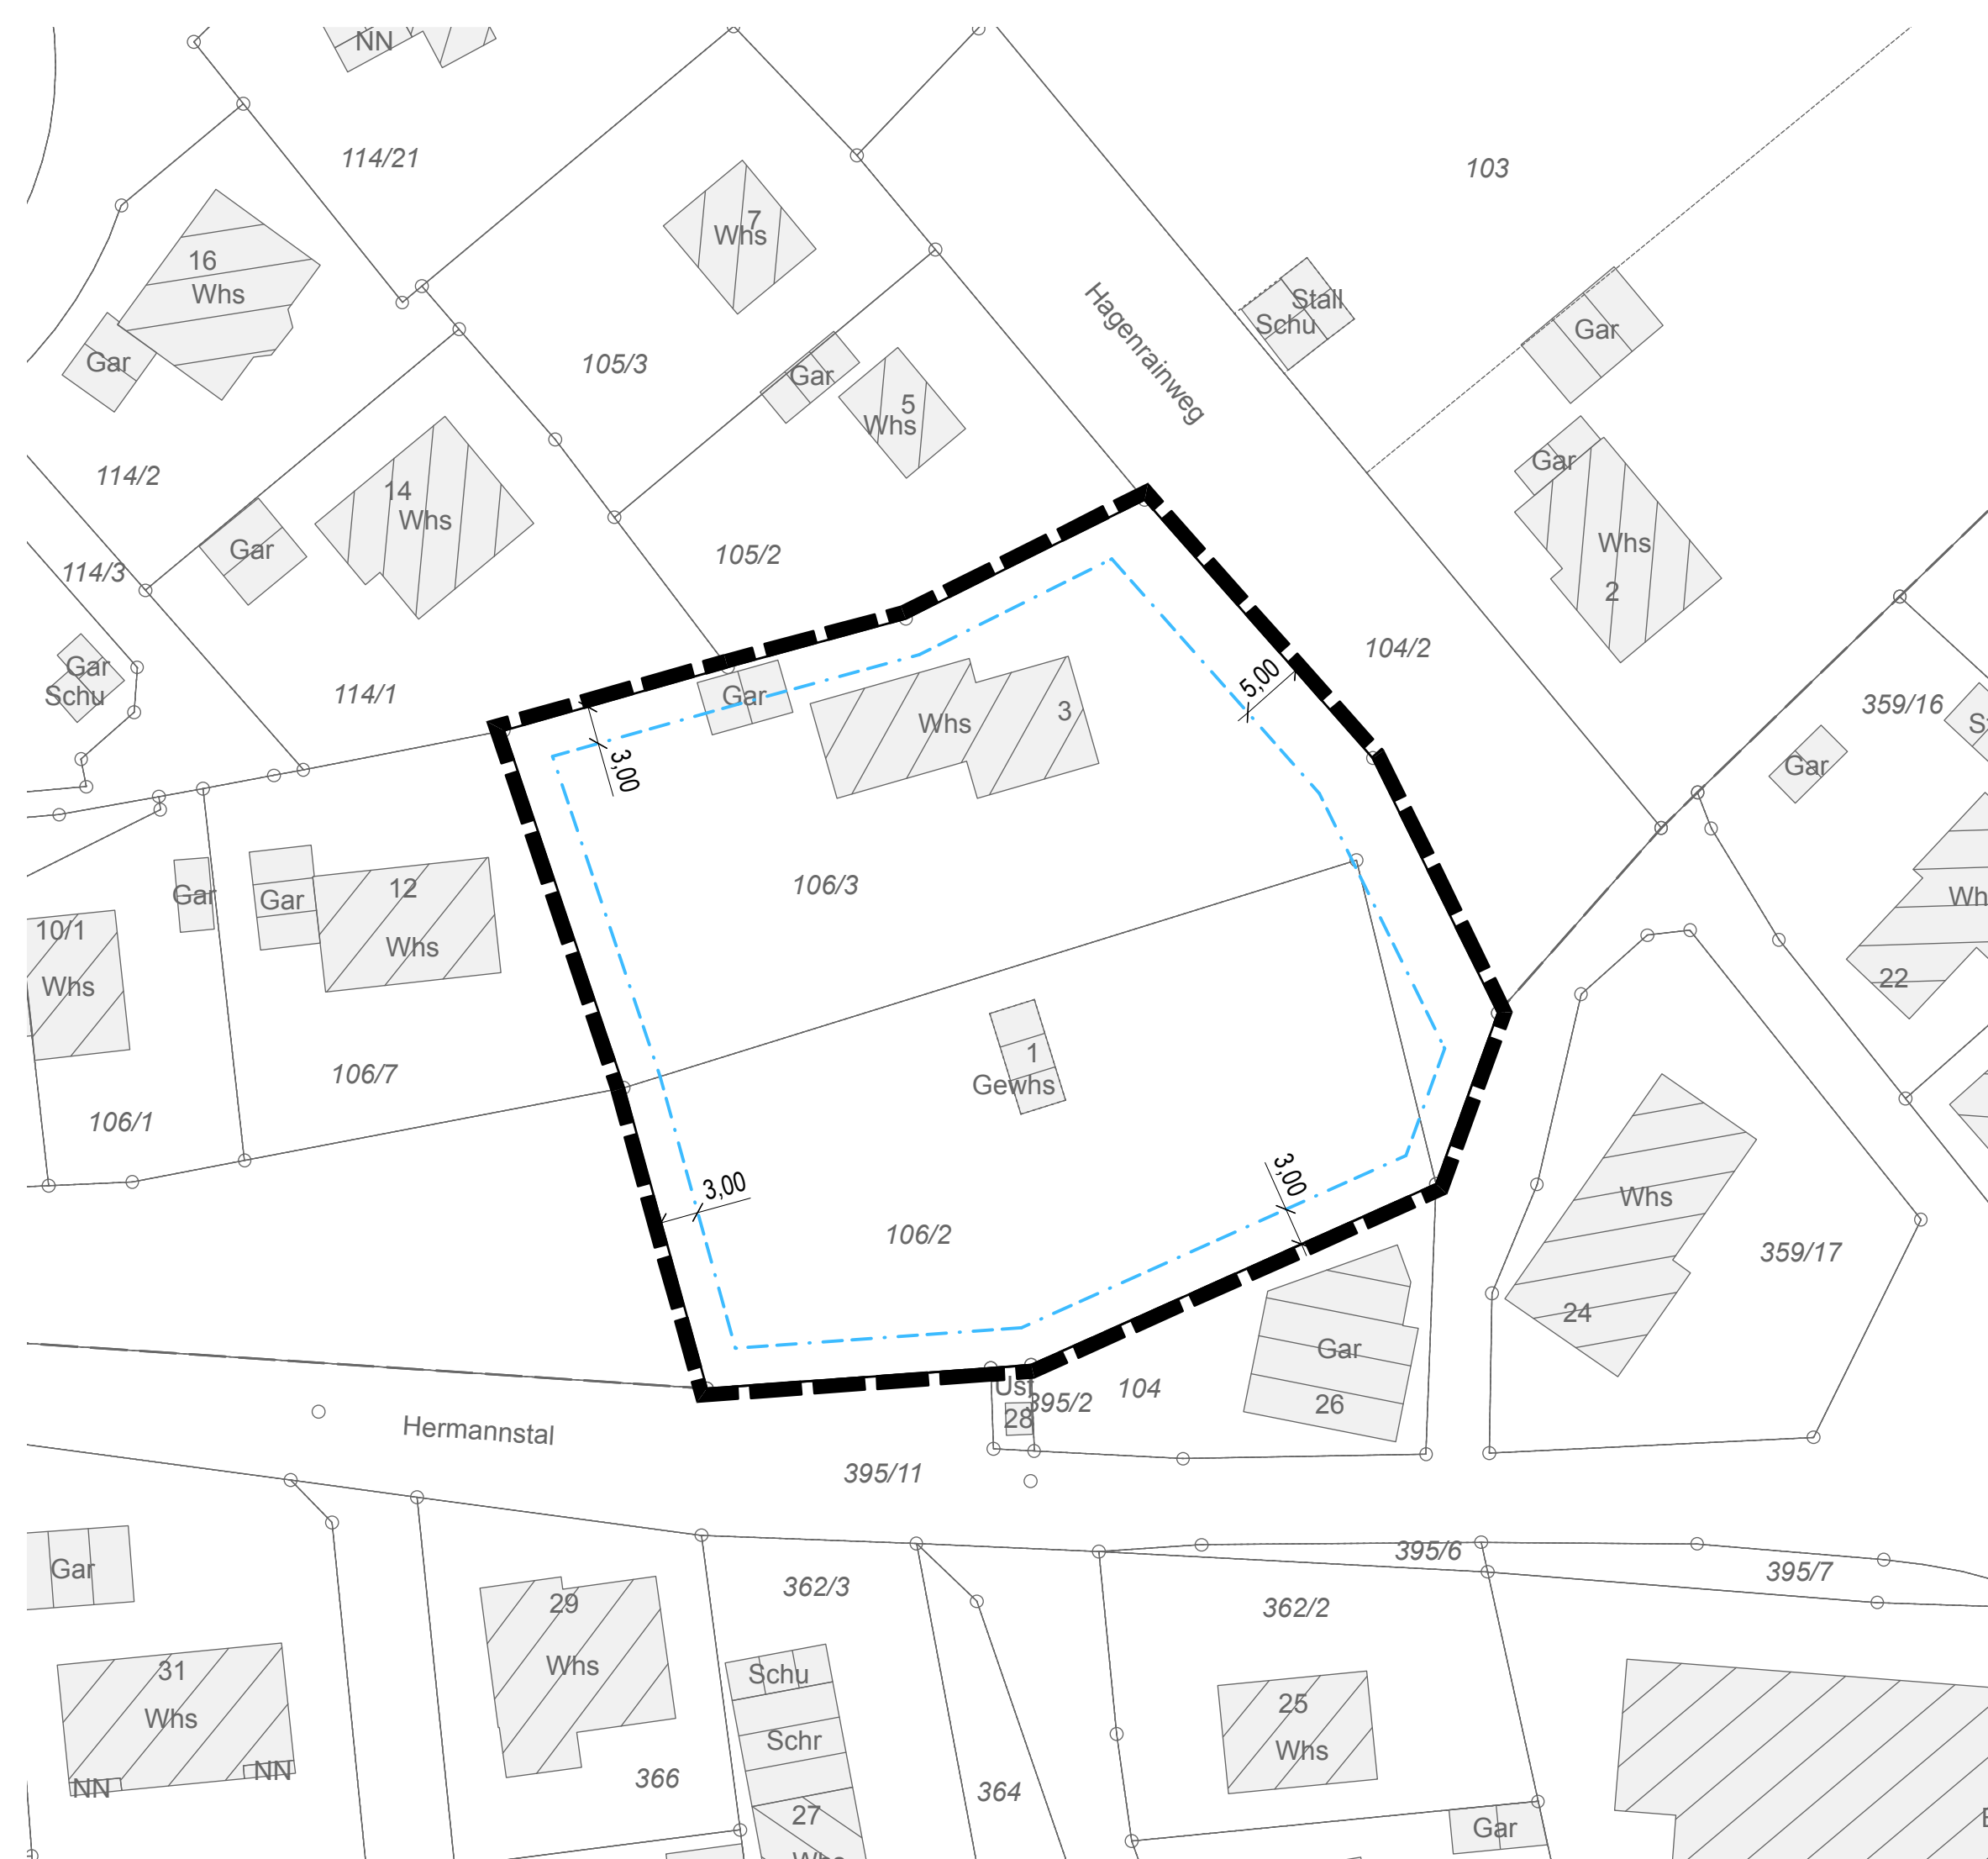 NN
114/21
103
7
Whs
16
Whs
Hagenrainweg
Stall
Schu
Gar
Gar
105/3
Gar
5
Whs
114/2
14
Whs
Gar
Gar
Whs
2
105/2
114/3
104/2
Gar
Schu
114/1
Gar
5,00
3
Whs
3,00
359/16
Gar
106/3
12
Gar
Gar
Whs
10/1
Whs
22
1
Gewhs
106/7
106/1
3,00
3,00
106/2
Whs
359/17
24
Gar
26
Usf
28
395/2
104
Hermannstal
395/11
Gar
395/6
395/7
362/3
29
362/2
Whs
31
Whs
Schu
25
Whs
Schr
NN
NN
366
364
27
Gar